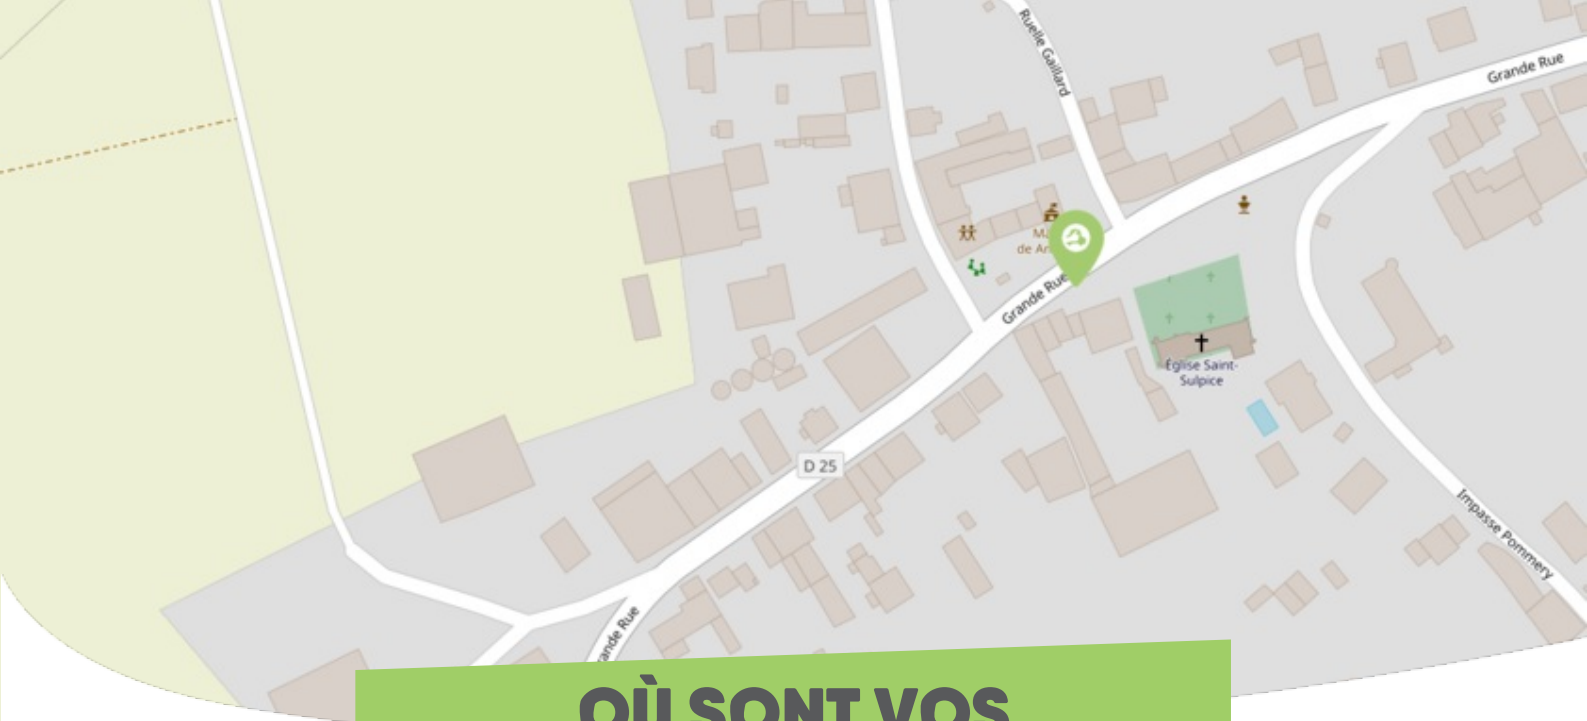 Ruelle Gaillard
Grande Rue
Grande Rue
Église Saint-
Sulpice
D 25
Impasse Pommery
OÙ SONT VOS